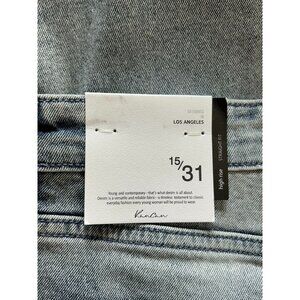 LOS ANGELES
15/31
Young and contemporary - that's what denim is all about.
Denim is a versatile and reliable fabric - a timeless testament to classic
everyday fashion every young woman will be proud to wear.
KanCan
high rise
STRAIGHT FIT